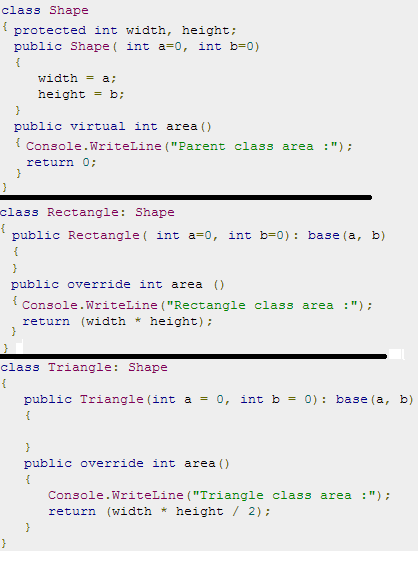 class Shape
{ protected int width, height;
public Shape( int a=0, int b=0)
{
width = a;
height = b;
}
public virtual int area()
{ Console.WriteLine("Parent class area :");
return 0;
}
}
class Rectangle: Shape
{ public Rectangle( int a=0, int b=0): base(a, b)
{
}
public override int area ()
{ Console.WriteLine("Rectangle class area :");
return (width * height);
}
}
class Triangle: Shape
{
public Triangle(int a = 0, int b = 0): base(a, b)
{
}
public override int area()
{
Console.WriteLine("Triangle class area :");
return (width * height / 2);
}
}